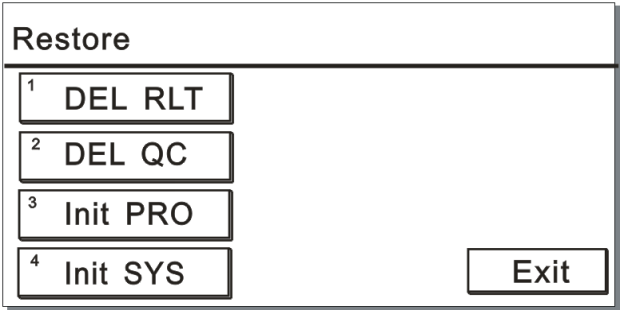 Restore
1 DEL RLT
2 DEL QC
3 Init PRO
4 Init SYS
Exit